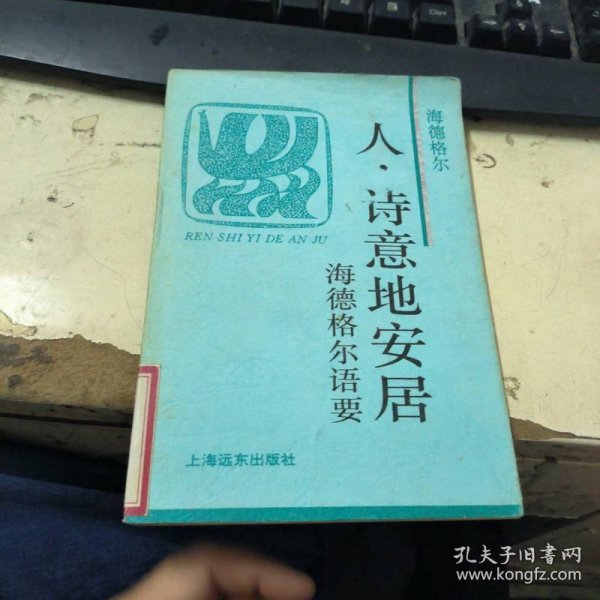 海德格尔
人·诗意地安居
海德格尔语要
REN SHI YI DE AN JU
上海远东出版社
孔夫子旧书网
www.kongfz.com